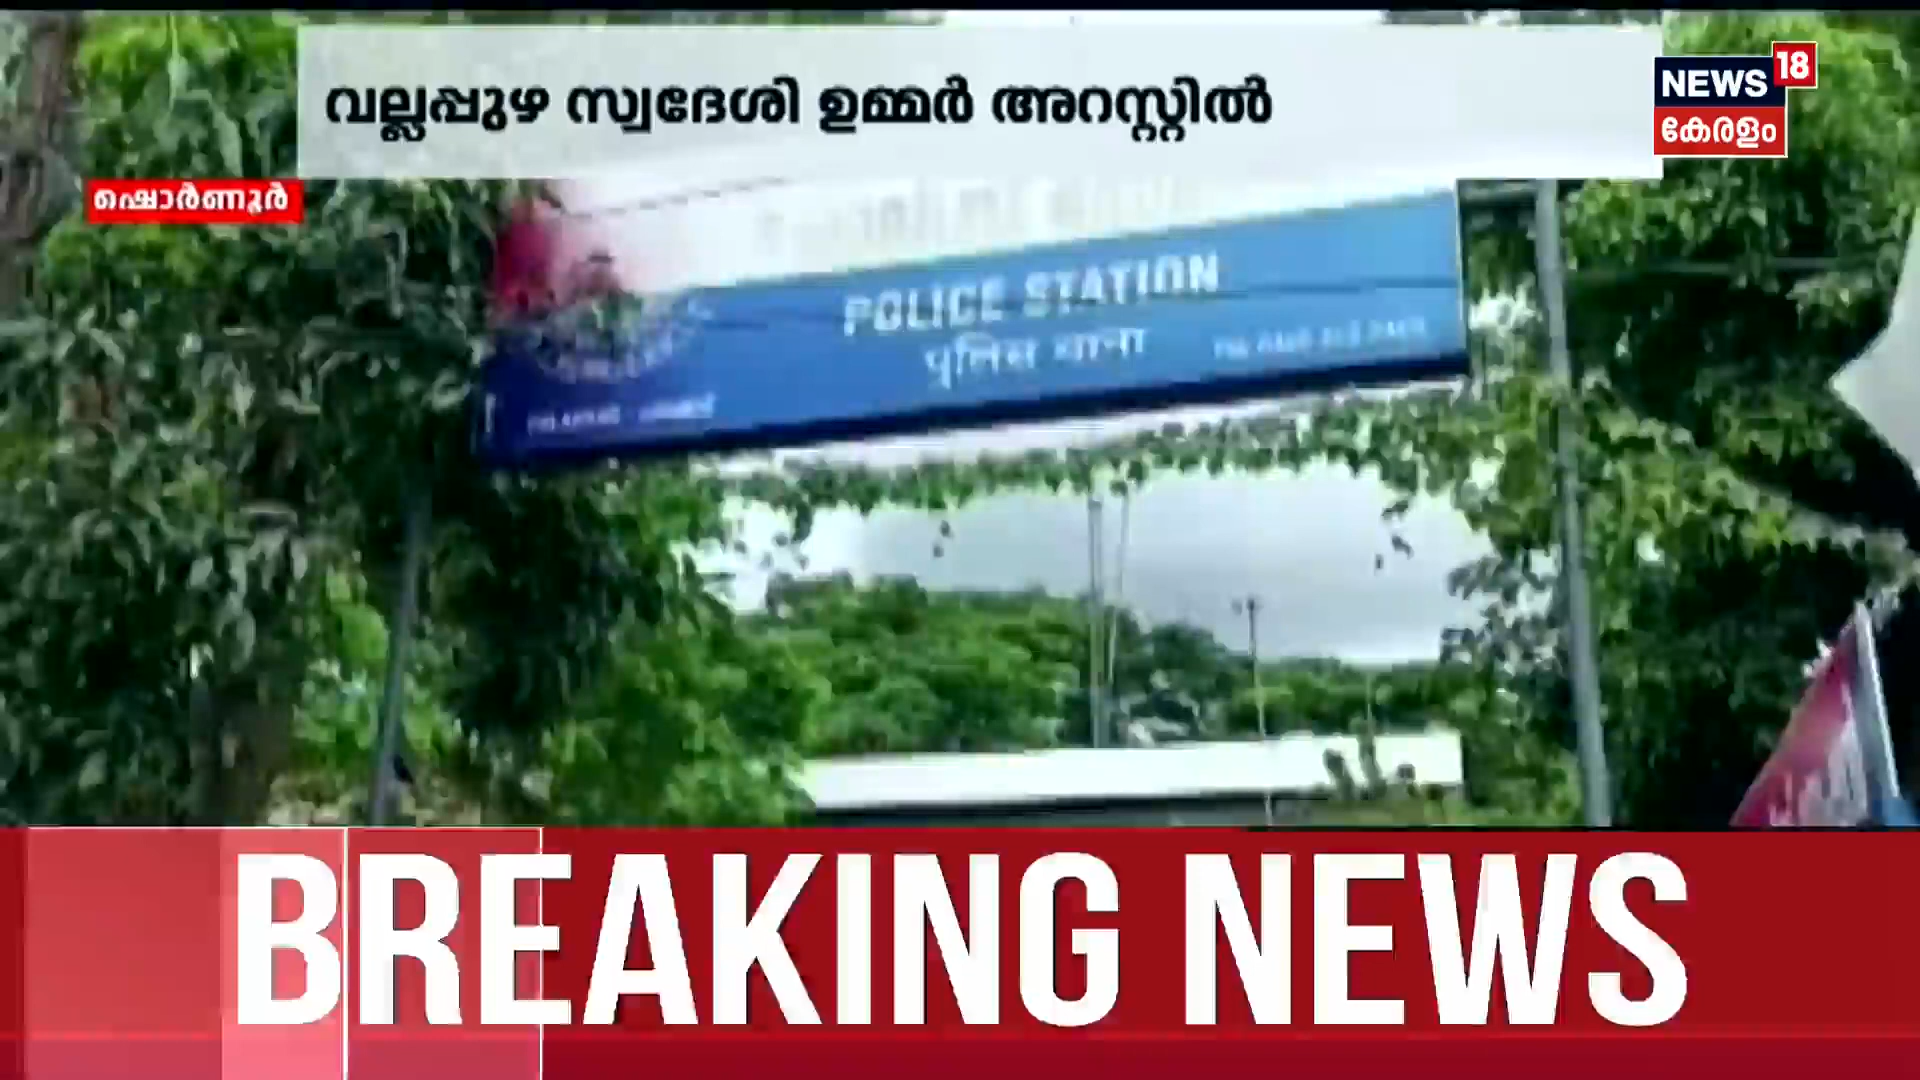 വല്ലപ്പുഴ സ്വദേശി ഉമ്മർ അറസ്റ്റിൽ
NEWS 18
കേരളം
ഷൊർണൂർ
POLICE STATION
पुलिस थाना
BREAKING NEWS